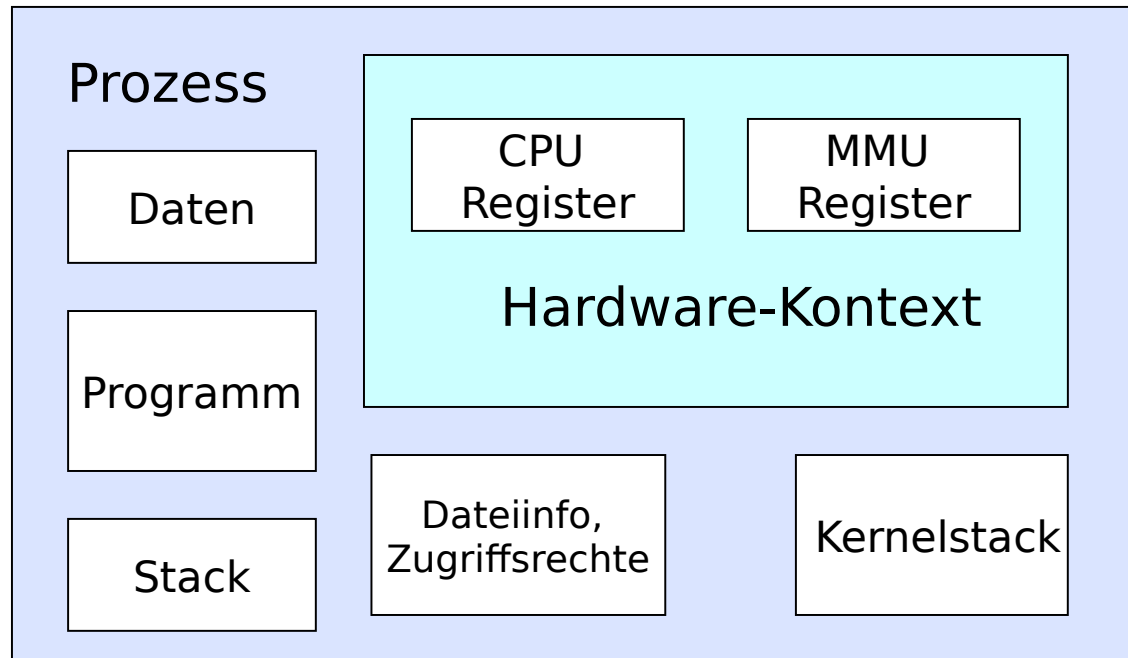 Prozess
Daten
Programm
Stack
CPU
Register
MMU
Register
Hardware-Kontext
Dateiinfo,
Zugriffsrechte
Kernelstack